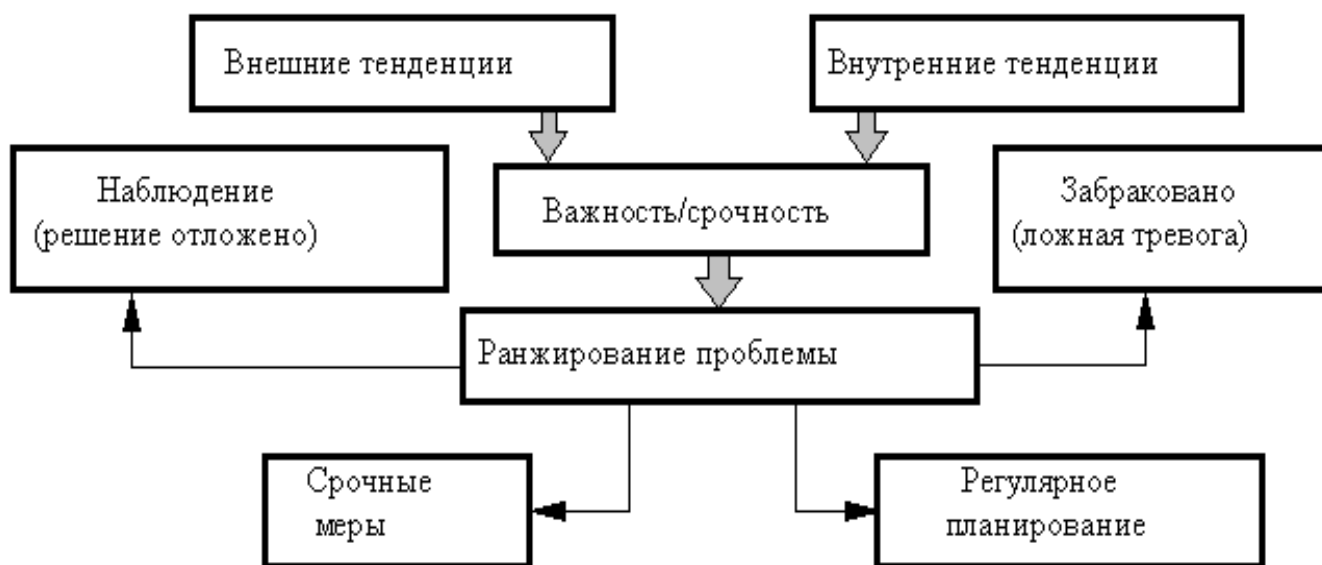 Внешние тенденции
Внутренние тенденции
Наблюдение
(решение отложено)
Важность/срочность
Забраковано
(ложная тревога)
Ранжирование проблемы
Срочные
меры
Регулярное
планирование